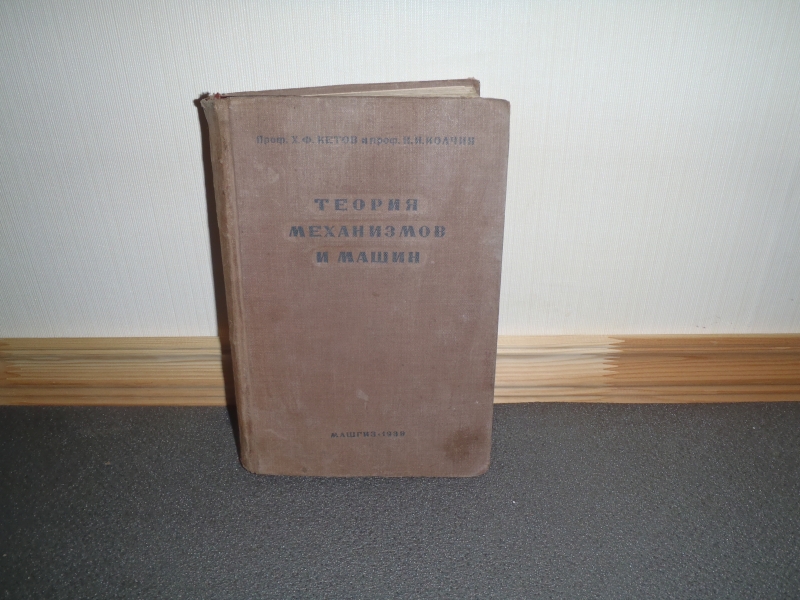 Проф. Х. Ф. КЕТОВ и проф. Н. И. КОЛЧИН
ТЕОРИЯ
МЕХАНИЗМОВ
И МАШИН
МАШГИЗ-1939